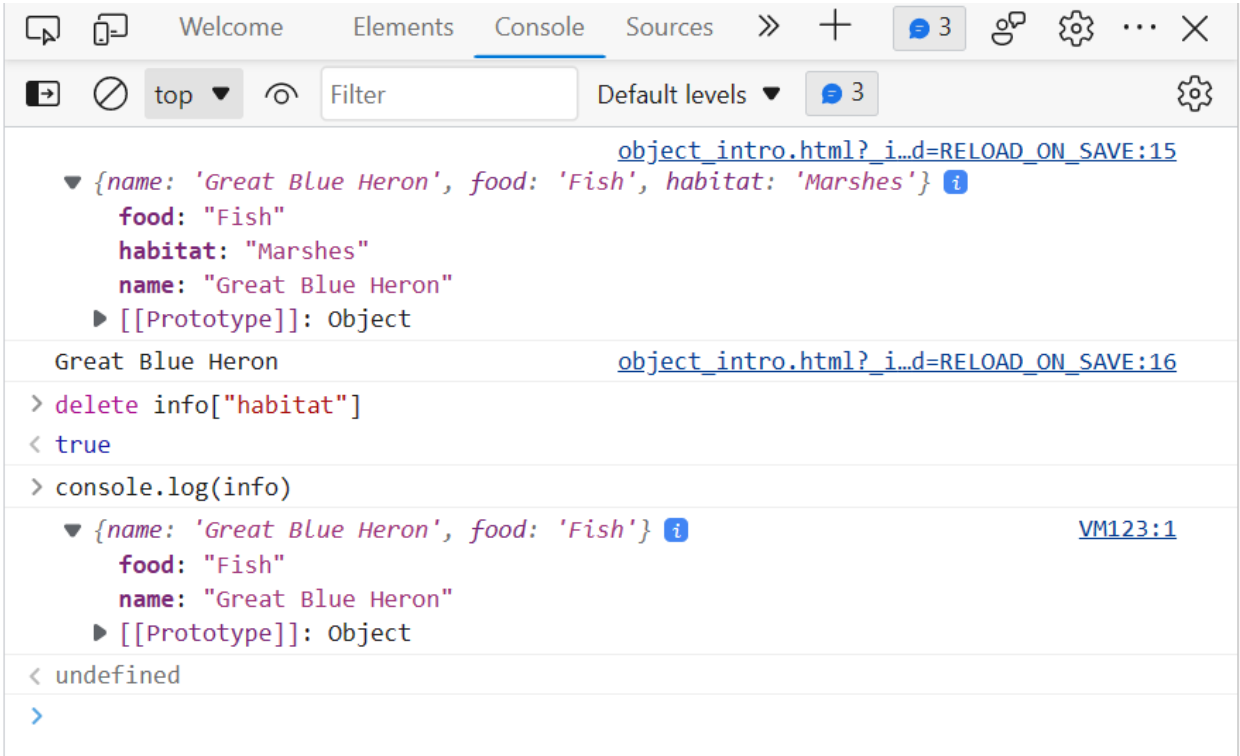 Welcome Elements Console Sources 3
top Filter Default levels 3
object_intro.html?_i…d=RELOAD_ON_SAVE:15
{name: 'Great Blue Heron', food: 'Fish', habitat: 'Marshes'} i
food: "Fish"
habitat: "Marshes"
name: "Great Blue Heron"
[[Prototype]]: Object
Great Blue Heron object_intro.html?_i…d=RELOAD_ON_SAVE:16
> delete info["habitat"]
< true
> console.log(info)
{name: 'Great Blue Heron', food: 'Fish'} i VM123:1
food: "Fish"
name: "Great Blue Heron"
[[Prototype]]: Object
< undefined
>